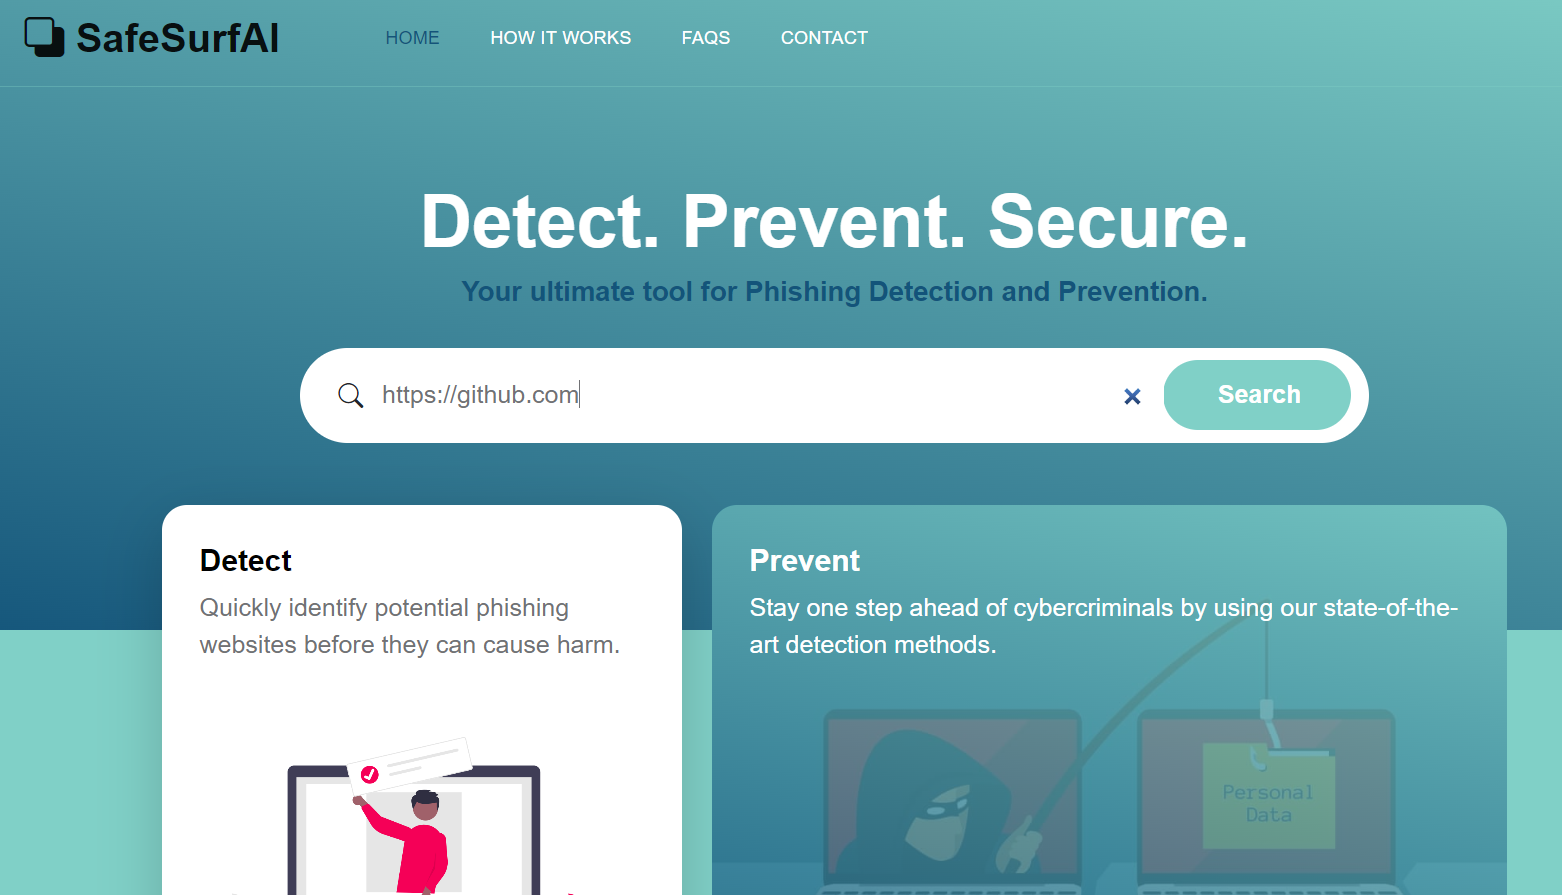 SafeSurfAI
HOME
HOW IT WORKS
FAQS
CONTACT
Detect. Prevent. Secure.
Your ultimate tool for Phishing Detection and Prevention.
https://github.com
Search
Detect
Quickly identify potential phishing
websites before they can cause harm.
Prevent
Stay one step ahead of cybercriminals by using our state-of-the-
art detection methods.
Personal
Data